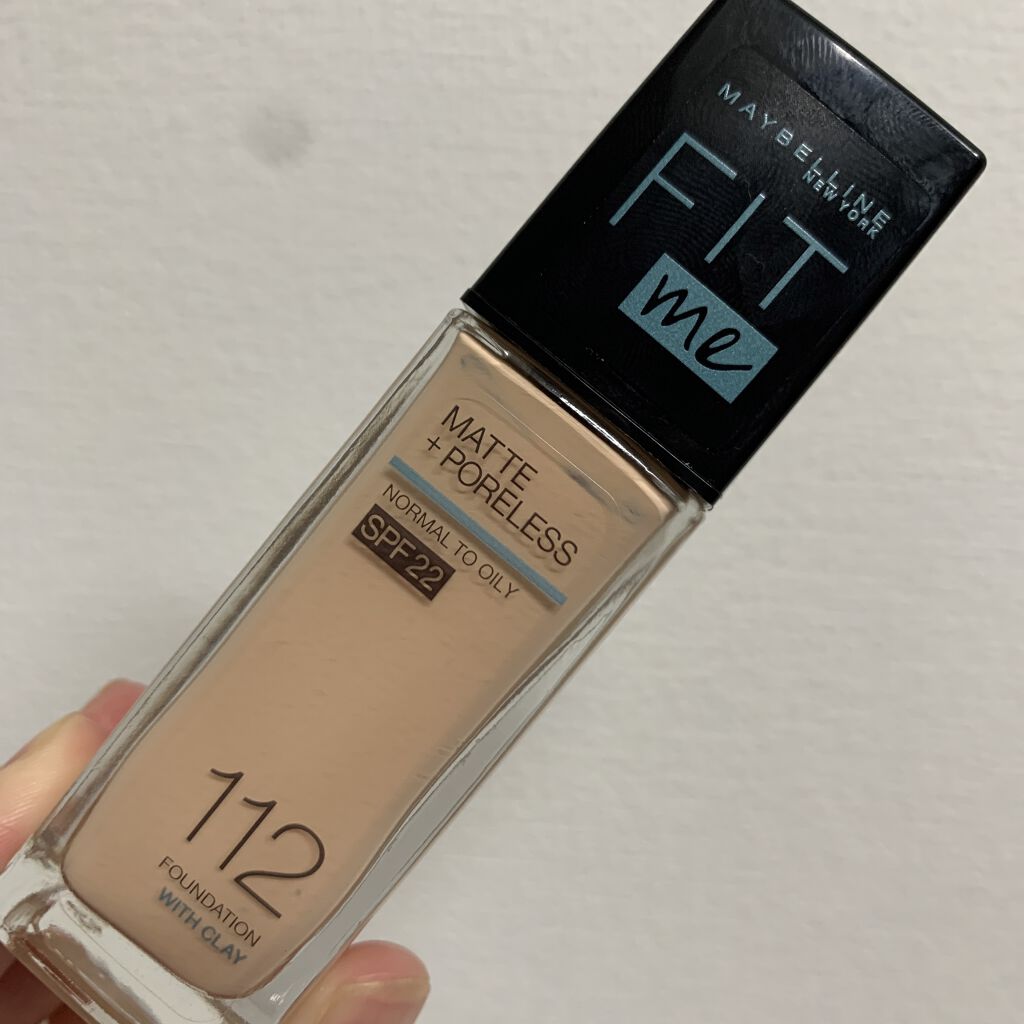 MAYBELLINE
NEW YORK
FIT
me
MATTE
+ PORELESS
NORMAL TO OILY
SPF 22
112
FOUNDATION
WITH CLAY